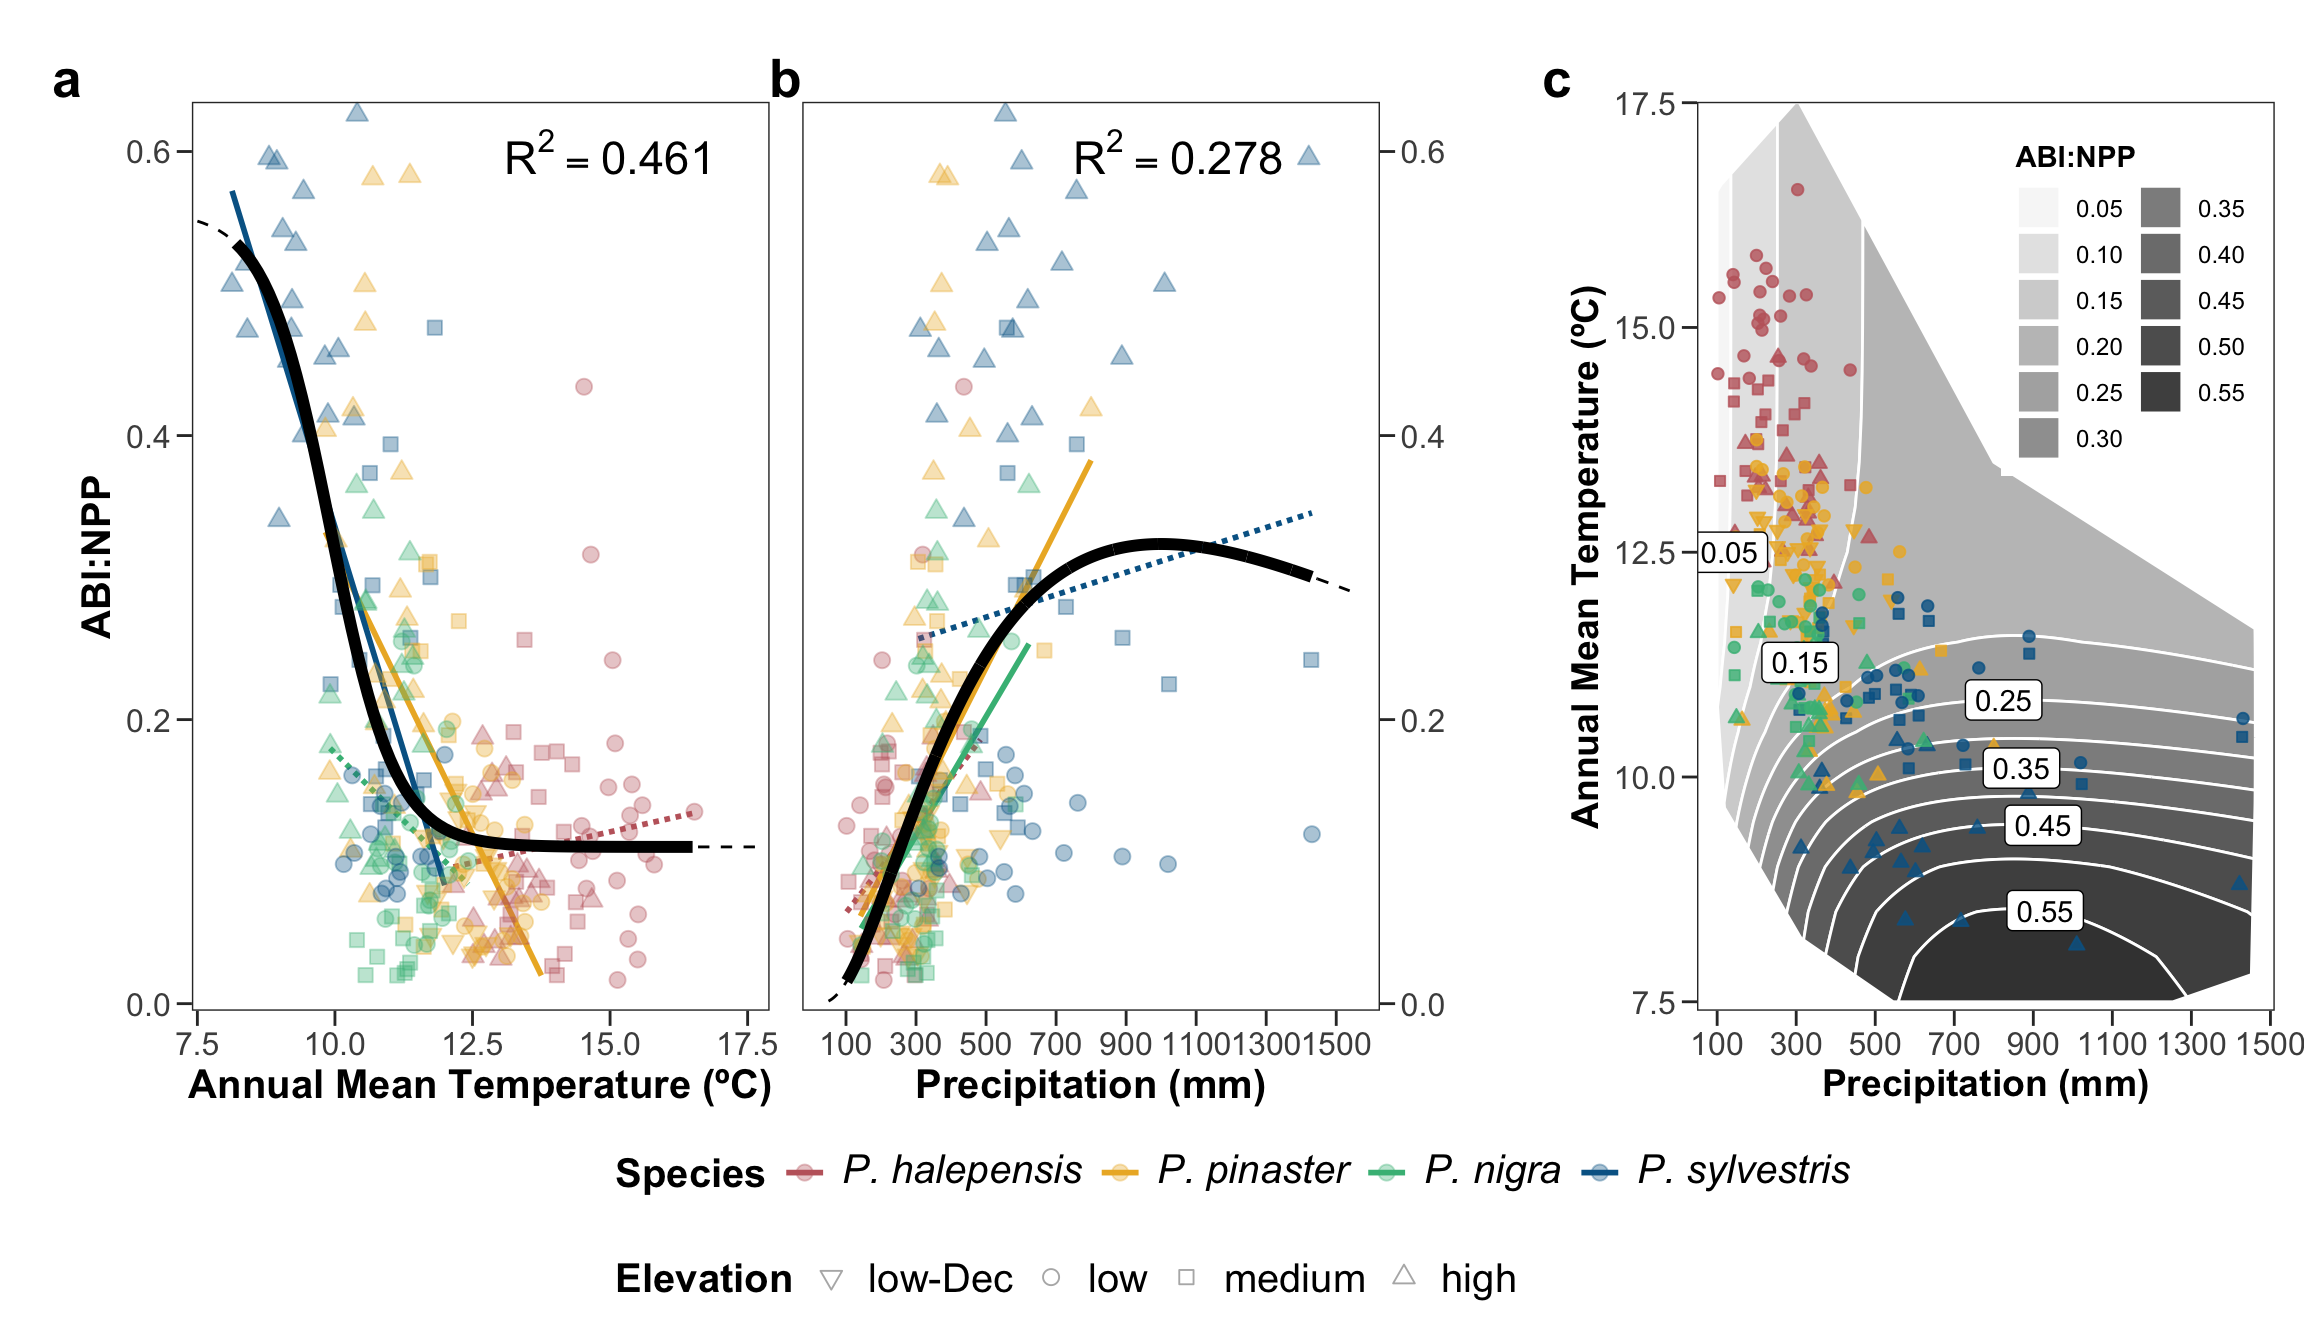 a
b
c
R2 = 0.461
R2 = 0.278
ABI:NPP
0.6
0.4
0.2
0.0
7.5 10.0 12.5 15.0 17.5
Annual Mean Temperature (ºC)
0.6
0.4
0.2
0.0
100 300 500 700 900 1100 1300 1500
Precipitation (mm)
Annual Mean Temperature (ºC)
17.5
15.0
12.5
10.0
7.5
ABI:NPP
0.05 0.35
0.10 0.40
0.15 0.45
0.20 0.50
0.25 0.55
0.30
0.05
0.15
0.25
0.35
0.45
0.55
100 300 500 700 900 1100 1300 1500
Precipitation (mm)
Species P. halepensis P. pinaster P. nigra P. sylvestris
Elevation low-Dec low medium high